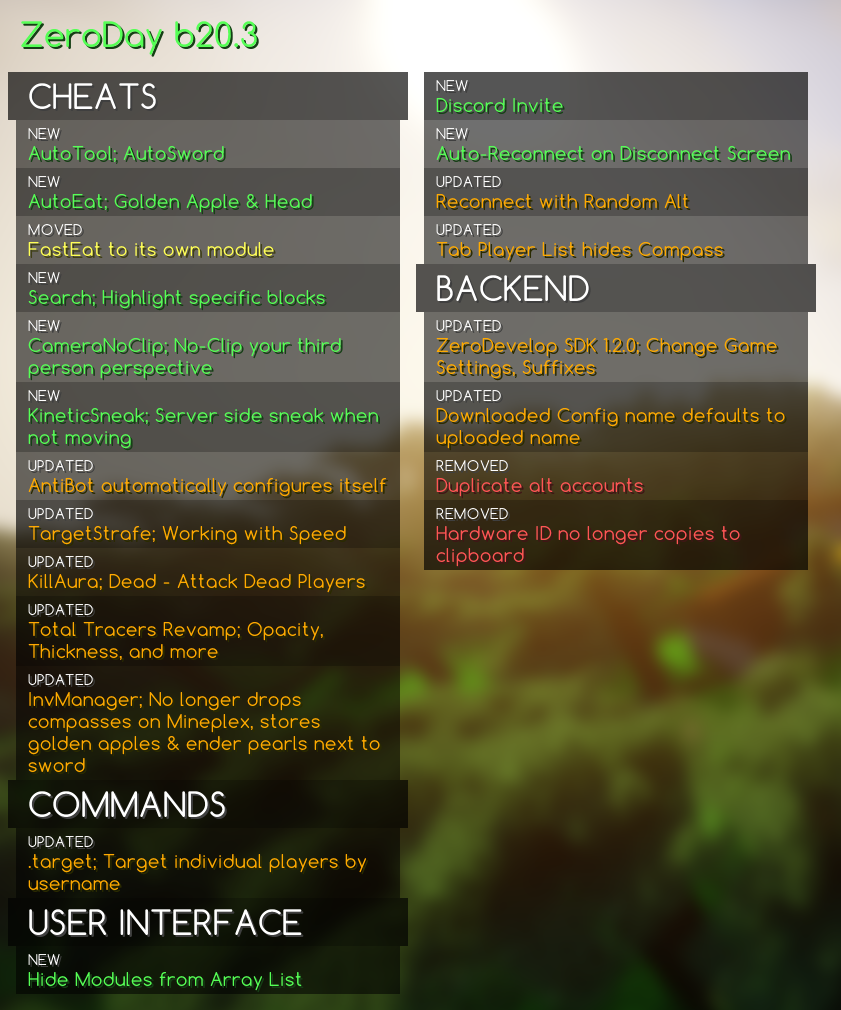 ZeroDay b20.3
CHEATS
NEW
AutoTool; AutoSword
NEW
AutoEat; Golden Apple & Head
MOVED
FastEat to its own module
NEW
Search; Highlight specific blocks
NEW
CameraNoClip; No-Clip your third
person perspective
NEW
KineticSneak; Server side sneak when
not moving
UPDATED
AntiBot automatically configures itself
UPDATED
TargetStrafe; Working with Speed
UPDATED
KillAura; Dead - Attack Dead Players
UPDATED
Total Tracers Revamp; Opacity,
Thickness, and more
UPDATED
InvManager; No longer drops
compasses on Mineplex, stores
golden apples & ender pearls next to
sword
COMMANDS
UPDATED
.target; Target individual players by
username
USER INTERFACE
NEW
Hide Modules from Array List
NEW
Discord Invite
NEW
Auto-Reconnect on Disconnect Screen
UPDATED
Reconnect with Random Alt
UPDATED
Tab Player List hides Compass
BACKEND
UPDATED
ZeroDevelop SDK 1.2.0; Change Game
Settings, Suffixes
UPDATED
Downloaded Config name defaults to
uploaded name
REMOVED
Duplicate alt accounts
REMOVED
Hardware ID no longer copies to
clipboard